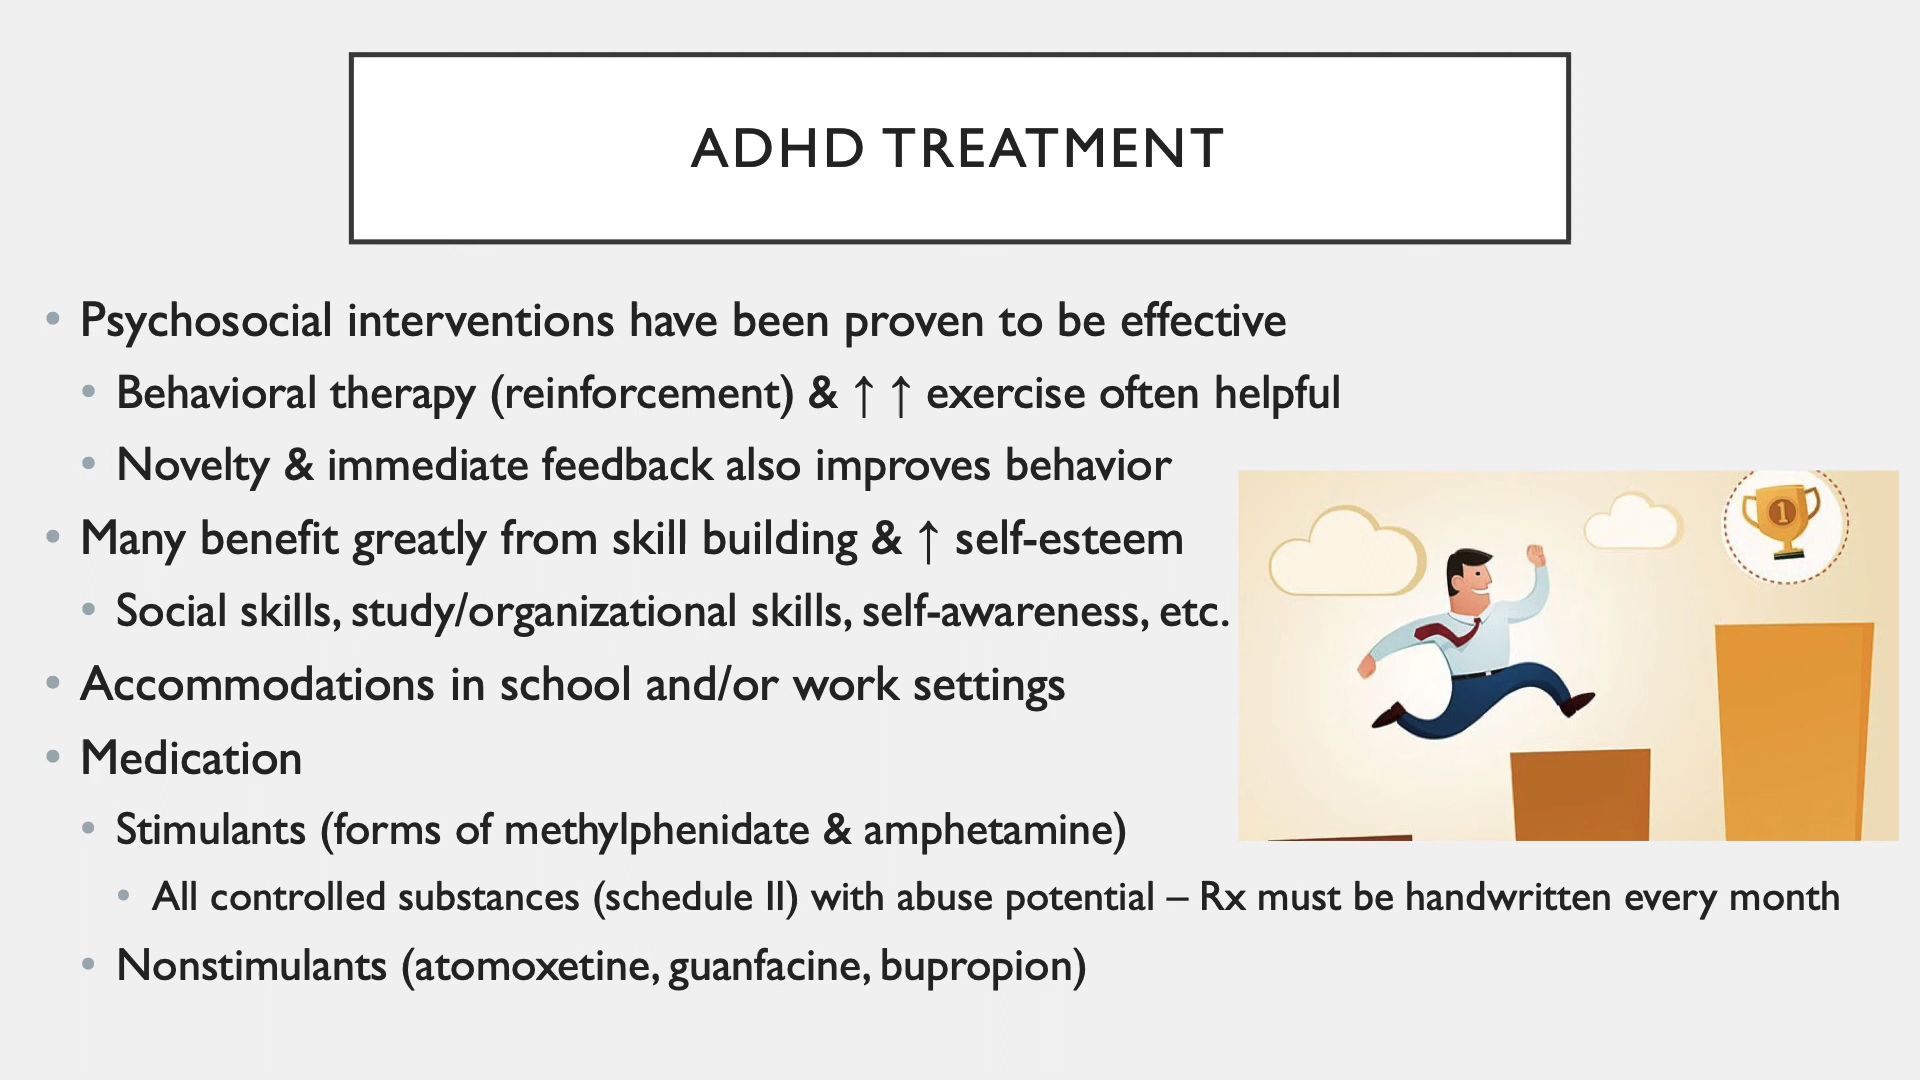 ADHD TREATMENT
• Psychosocial interventions have been proven to be effective
• Behavioral therapy (reinforcement) & ↑ ↑ exercise often helpful
• Novelty & immediate feedback also improves behavior
• Many benefit greatly from skill building & ↑ self-esteem
• Social skills, study/organizational skills, self-awareness, etc.
1
• Accommodations in school and/or work settings
• Medication
• Stimulants (forms of methylphenidate & amphetamine)
• All controlled substances (schedule II) with abuse potential – Rx must be handwritten every month
• Nonstimulants (atomoxetine, guanfacine, bupropion)